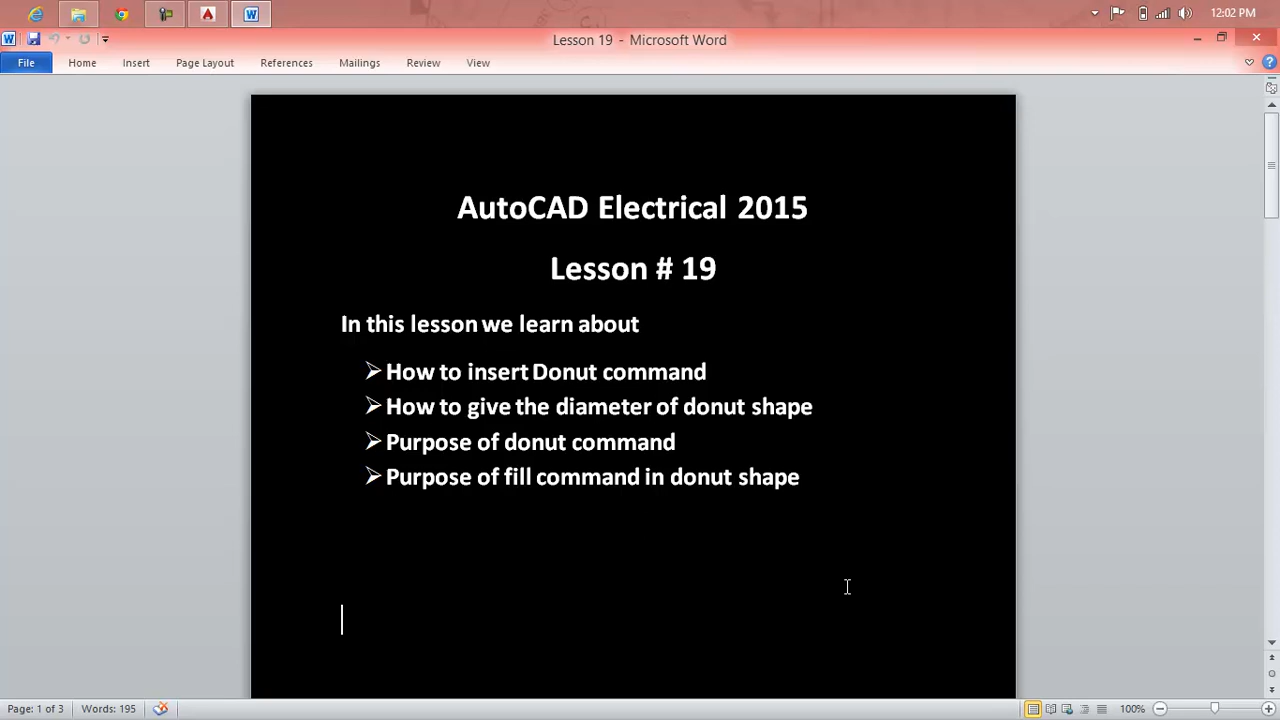 12:02 PM
Lesson 19 - Microsoft Word
File Home Insert Page Layout References Mailings Review View
AutoCAD Electrical 2015
Lesson # 19
In this lesson we learn about
➢ How to insert Donut command
➢ How to give the diameter of donut shape
➢ Purpose of donut command
➢ Purpose of fill command in donut shape
Page: 1 of 3 Words: 195 100%